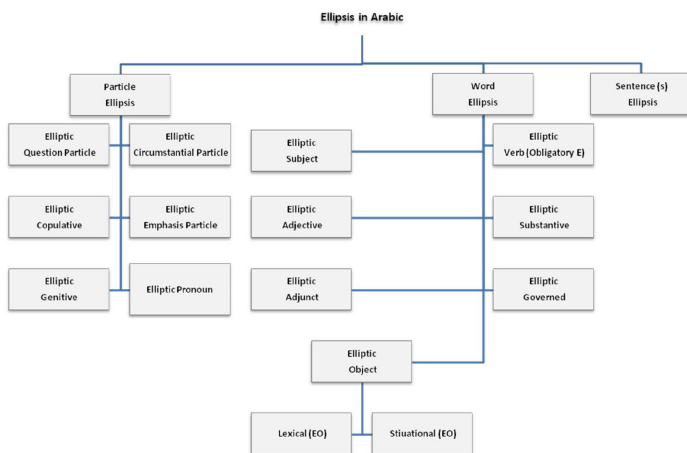 Ellipsis in Arabic
Particle
Ellipsis
Word
Ellipsis
Sentence (s)
Ellipsis
Elliptic
Question Particle
Elliptic
Circumstantial Particle
Elliptic
Subject
Elliptic
Verb (Obligatory E)
Elliptic
Copulative
Elliptic
Emphasis Particle
Elliptic
Adjective
Elliptic
Substantive
Elliptic
Genitive
Elliptic Pronoun
Elliptic
Adjunct
Elliptic
Governed
Elliptic
Object
Lexical (EO)
Stiuational (EO)